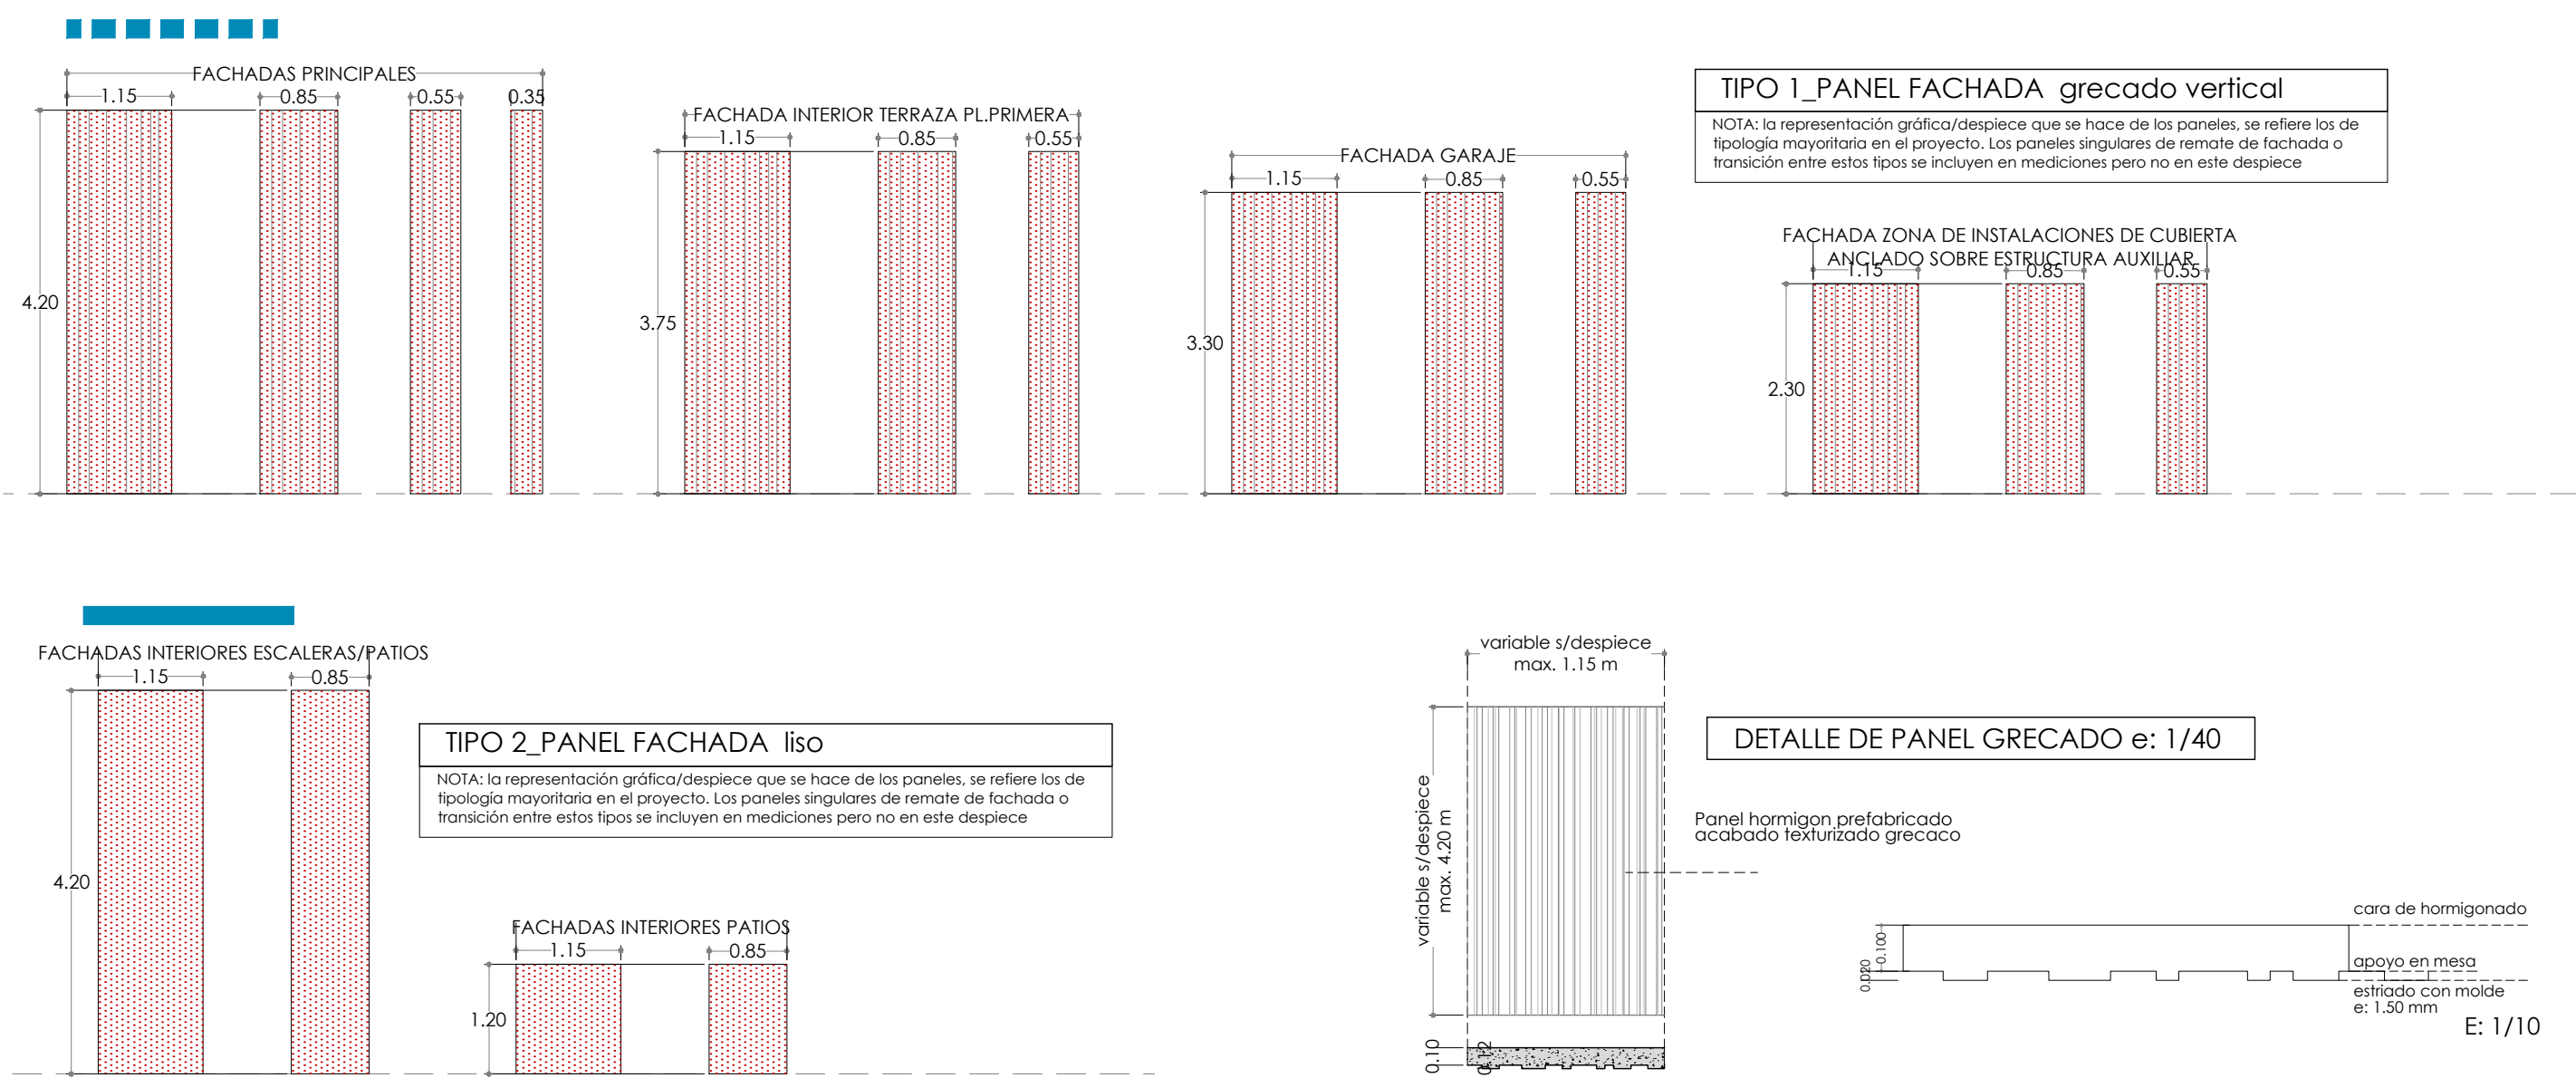 FACHADAS PRINCIPALES
1.15
0.85
0.55
0.35
4.20
FACHADA INTERIOR TERRAZA PL.PRIMERA
1.15
0.85
0.55
3.75
FACHADA GARAJE
1.15
0.85
0.55
3.30
TIPO 1_PANEL FACHADA grecado vertical
NOTA: la representación gráfica/despiece que se hace de los paneles, se refiere los de
tipología mayoritaria en el proyecto. Los paneles singulares de remate de fachada o
transición entre estos tipos se incluyen en mediciones pero no en este despiece
FACHADA ZONA DE INSTALACIONES DE CUBIERTA
ANCLADO SOBRE ESTRUCTURA AUXILIAR
1.15
0.85
0.55
2.30
FACHADAS INTERIORES ESCALERAS/PATIOS
1.15
0.85
4.20
TIPO 2_PANEL FACHADA liso
NOTA: la representación gráfica/despiece que se hace de los paneles, se refiere los de
tipología mayoritaria en el proyecto. Los paneles singulares de remate de fachada o
transición entre estos tipos se incluyen en mediciones pero no en este despiece
FACHADAS INTERIORES PATIOS
1.15
0.85
1.20
variable s/despiece
max. 1.15 m
variable s/despiece
max. 4.20 m
0.10
0.12
DETALLE DE PANEL GRECADO e: 1/40
Panel hormigon prefabricado
acabado texturizado grecaco
cara de hormigonado
0.100
0.020
apoyo en mesa
estriado con molde
e: 1.50 mm
E: 1/10